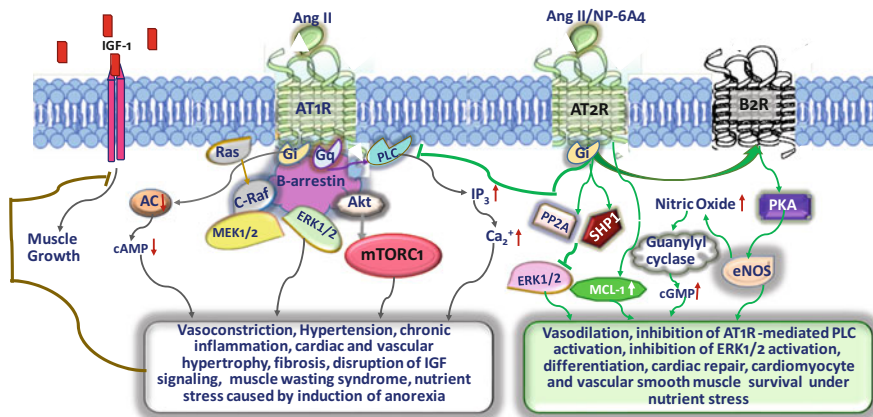 IGF-1
Ang II
Ang II/NP-6A4
AT1R
AT2R
B2R
Ras
Gi
Gq
PLC
Gi
B-arrestin
C-Raf
Akt
AC
MEK1/2
ERK1/2
IP3
PP2A
SHP1
Nitric Oxide
PKA
Muscle
Growth
cAMP
Ca2+
mTORC1
Guanylyl
cyclase
eNOS
ERK1/2
MCL-1
cGMP
Vasoconstriction, Hypertension, chronic
inflammation, cardiac and vascular
hypertrophy, fibrosis, disruption of IGF
signaling, muscle wasting syndrome, nutrient
stress caused by induction of anorexia
Vasodilation, inhibition of AT1R-mediated PLC
activation, inhibition of ERK1/2 activation,
differentiation, cardiac repair, cardiomyocyte
and vascular smooth muscle survival under
nutrient stress